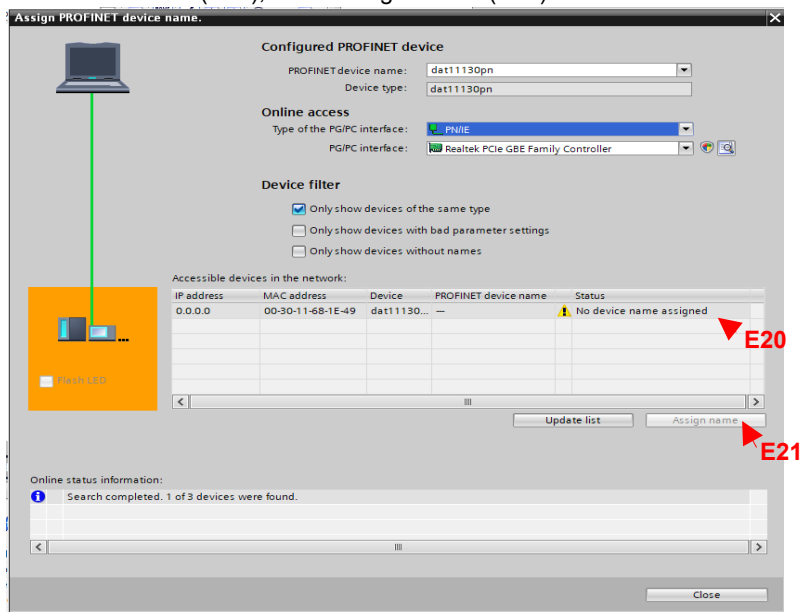 Assign PROFINET device name.
Configured PROFINET device
PROFINET device name: dat11130pn
Device type: dat11130pn
Online access
Type of the PG/PC interface: PN/IE
PG/PC interface: Realtek PCIe GBE Family Controller
Device filter
Only show devices of the same type
Only show devices with bad parameter settings
Only show devices without names
Accessible devices in the network:
IP address MAC address Device PROFINET device name Status
0.0.0.0 00-30-11-68-1E-49 dat11130... — No device name assigned
E20
Flash LED
Update list Assign name
E21
Online status information:
Search completed. 1 of 3 devices were found.
Close